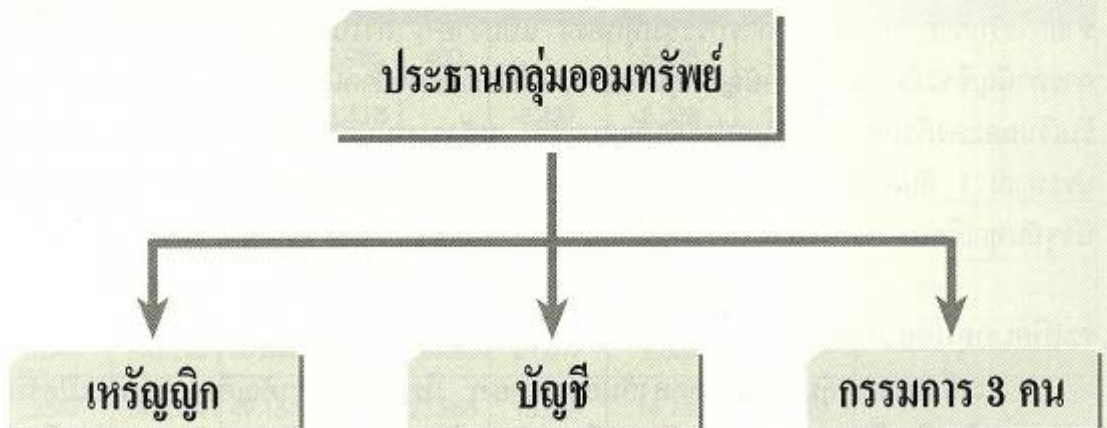 ประธานกลุ่มออมทรัพย์
เหรัญญิก
บัญชี
กรรมการ 3 คน